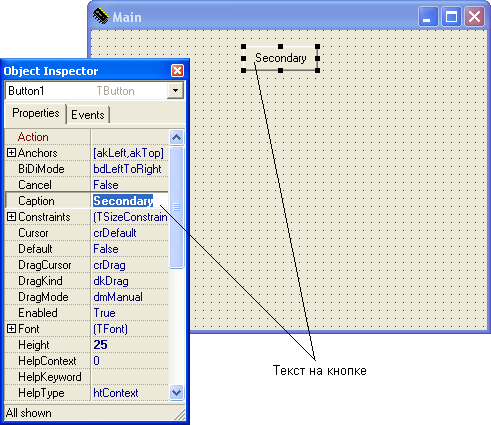 Main
Secondary
Object Inspector
Button1 TButton
Properties Events
Action
Anchors [akLeft,akTop]
BiDiMode bdLeftToRight
Cancel False
Caption Secondary
Constraints (TSizeConstrain
Cursor crDefault
Default False
DragCursor crDrag
DragKind dkDrag
DragMode dmManual
Enabled True
Font (TFont)
Height 25
HelpContext 0
HelpKeyword
HelpType htContext
All shown
Текст на кнопке